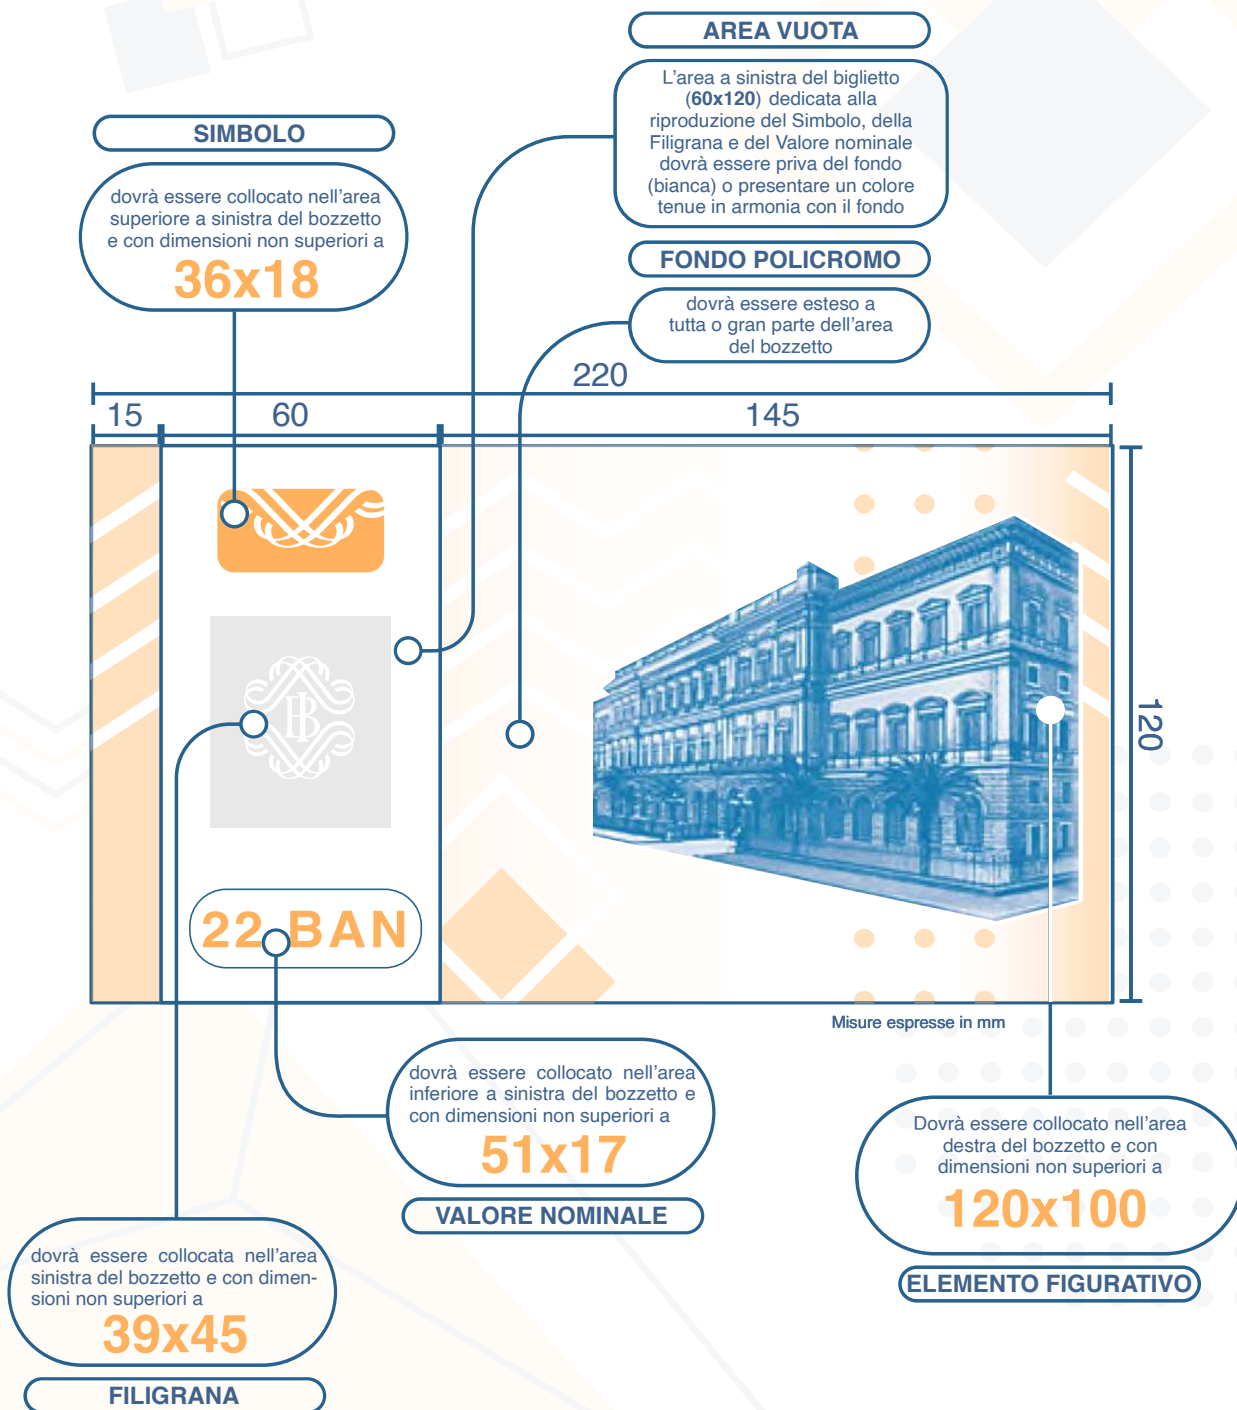 AREA VUOTA
L'area a sinistra del biglietto
(60x120) dedicata alla
riproduzione del Simbolo, della
Filigrana e del Valore nominale
dovrà essere priva del fondo
(bianca) o presentare un colore
tenue in armonia con il fondo
SIMBOLO
dovrà essere collocato nell'area
superiore a sinistra del bozzetto
e con dimensioni non superiori a
36x18
FONDO POLICROMO
dovrà essere esteso a
tutta o gran parte dell'area
del bozzetto
220
15
60
145
120
B
22 BAN
Misure espresse in mm
dovrà essere collocato nell'area
inferiore a sinistra del bozzetto e
con dimensioni non superiori a
51x17
VALORE NOMINALE
Dovrà essere collocato nell'area
destra del bozzetto e con
dimensioni non superiori a
120x100
ELEMENTO FIGURATIVO
dovrà essere collocata nell'area
sinistra del bozzetto e con dimen-
sioni non superiori a
39x45
FILIGRANA